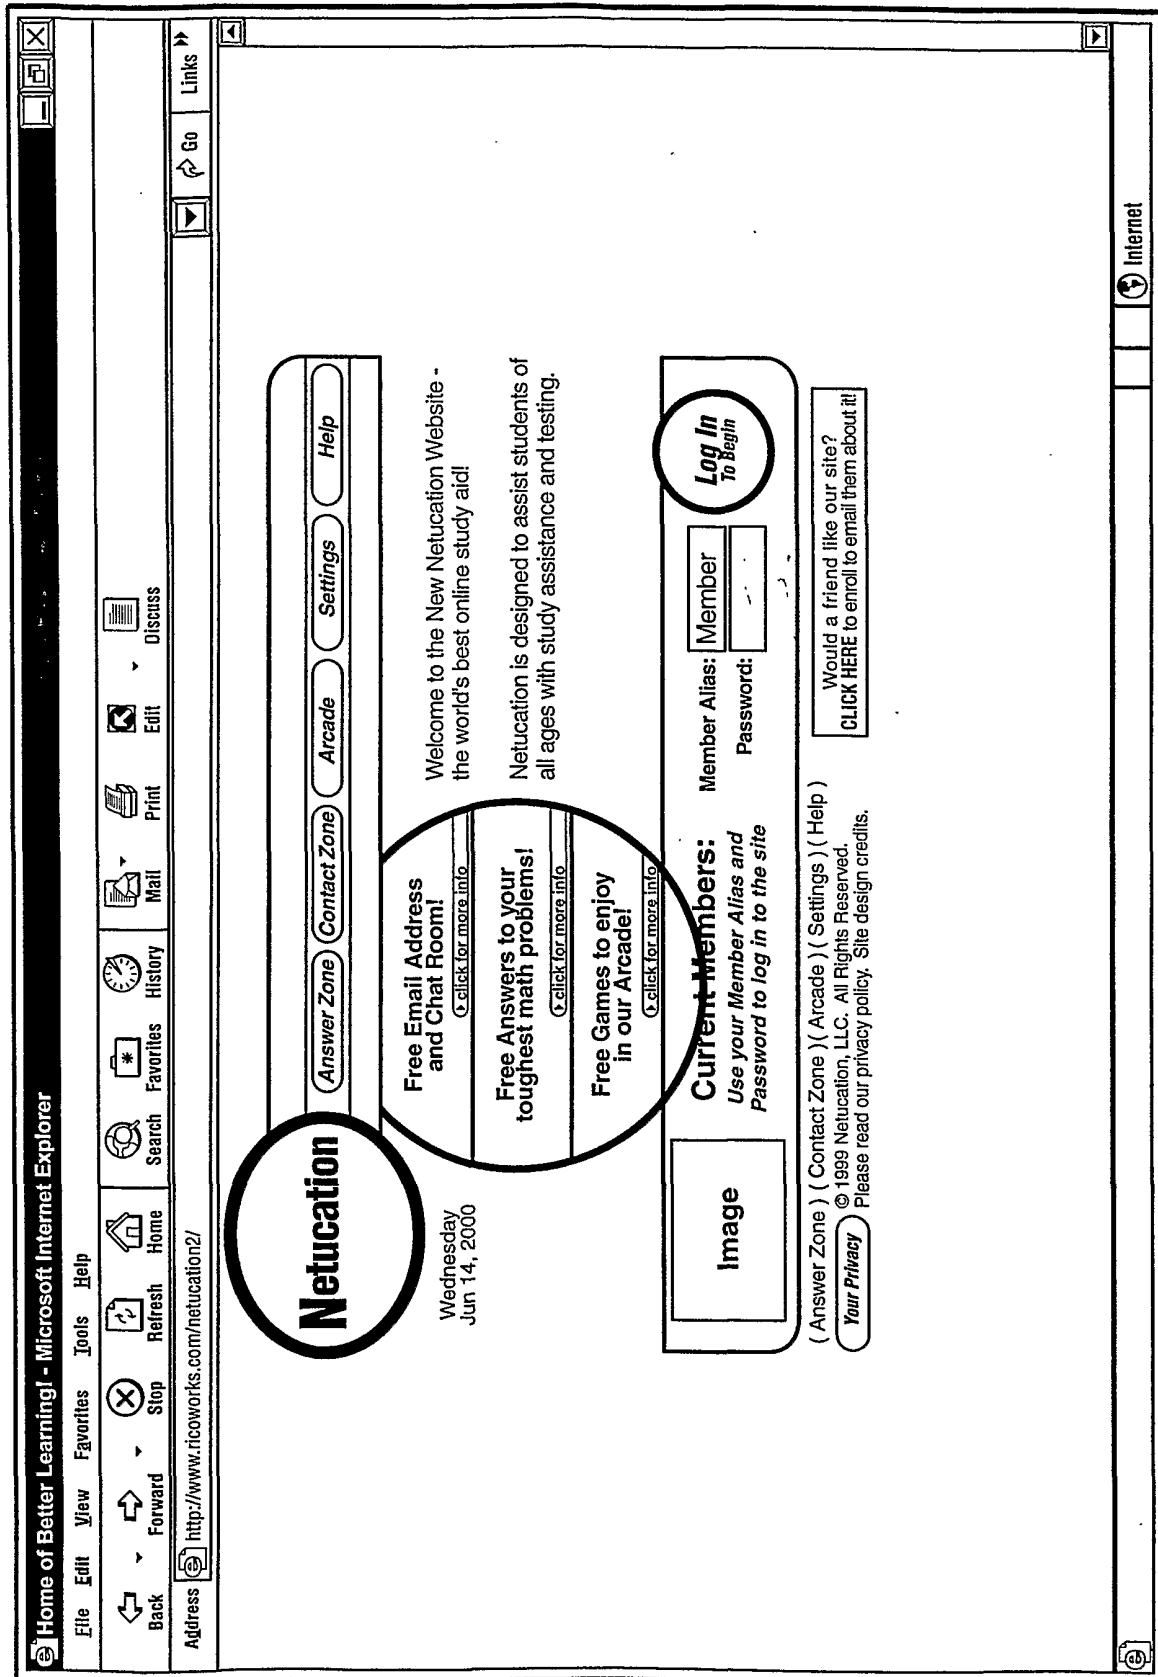 Home of Better Learning! - Microsoft Internet Explorer
File Edit View Favorites Tools Help
Back Forward Stop Refresh Home Search Favorites History Mail Print Edit Discuss
Address http://www.ricoworks.com/netucation2/ Go Links
Netucation
Answer Zone Contact Zone Arcade Settings Help
Wednesday
Jun 14, 2000
Free Email Address
and Chat Room!
click for more info
Free Answers to your
toughest math problems!
click for more info
Free Games to enjoy
in our Arcade!
click for more info
Welcome to the New Netucation Website -
the world's best online study aid!
Netucation is designed to assist students of
all ages with study assistance and testing.
Image
Current Members:
Use your Member Alias and
Password to log in to the site
Member Alias: Member
Password:
Log In
To Begin
( Answer Zone ) ( Contact Zone ) ( Arcade ) ( Settings ) ( Help )
Your Privacy
© 1999 Netucation, LLC. All Rights Reserved.
Please read our privacy policy. Site design credits.
Would a friend like our site?
CLICK HERE to enroll to email them about it!
Internet